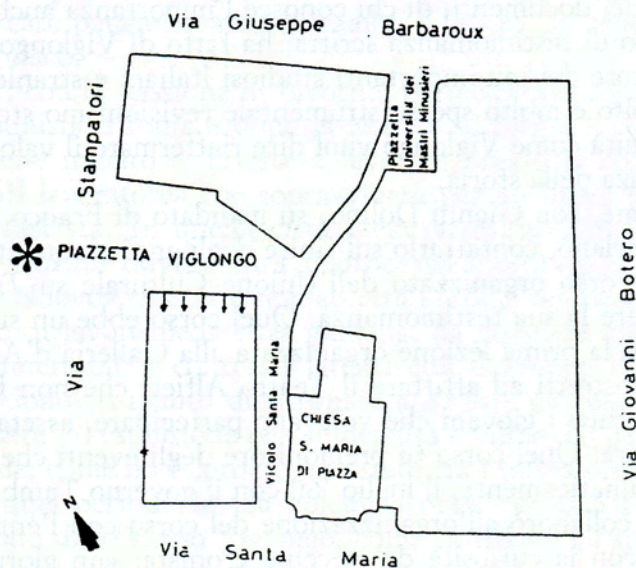 Via Giuseppe Barbaroux
Stampatori
Piazzetta
Università dei
Mastri Minusieri
PIAZZETTA VIGLONGO
Via
Vicolo Santa Maria
CHIESA
S. MARIA
DI PIAZZA
Via Giovanni Botero
N
Via Santa Maria